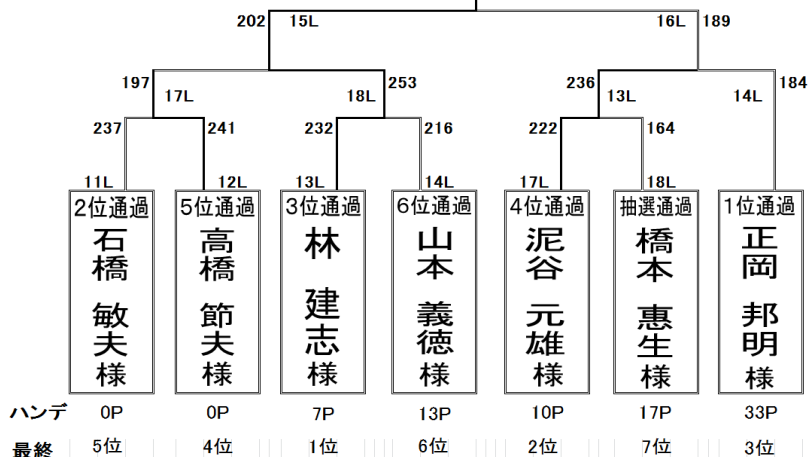 202 15L 16L 189
197 17L 18L 253 236 13L 14L 184
237 241 232 216 222 164
11L 12L 13L 14L 17L 18L
2位通過 5位通過 3位通過 6位通過 4位通過 抽選通過 1位通過
石橋 敏夫様
高橋 節夫様
林 建志様
山本 義徳様
泥谷 元雄様
橋本 惠生様
正岡 邦明様
ハンデ 0P 0P 7P 13P 10P 17P 33P
最終 5位 4位 1位 6位 2位 7位 3位